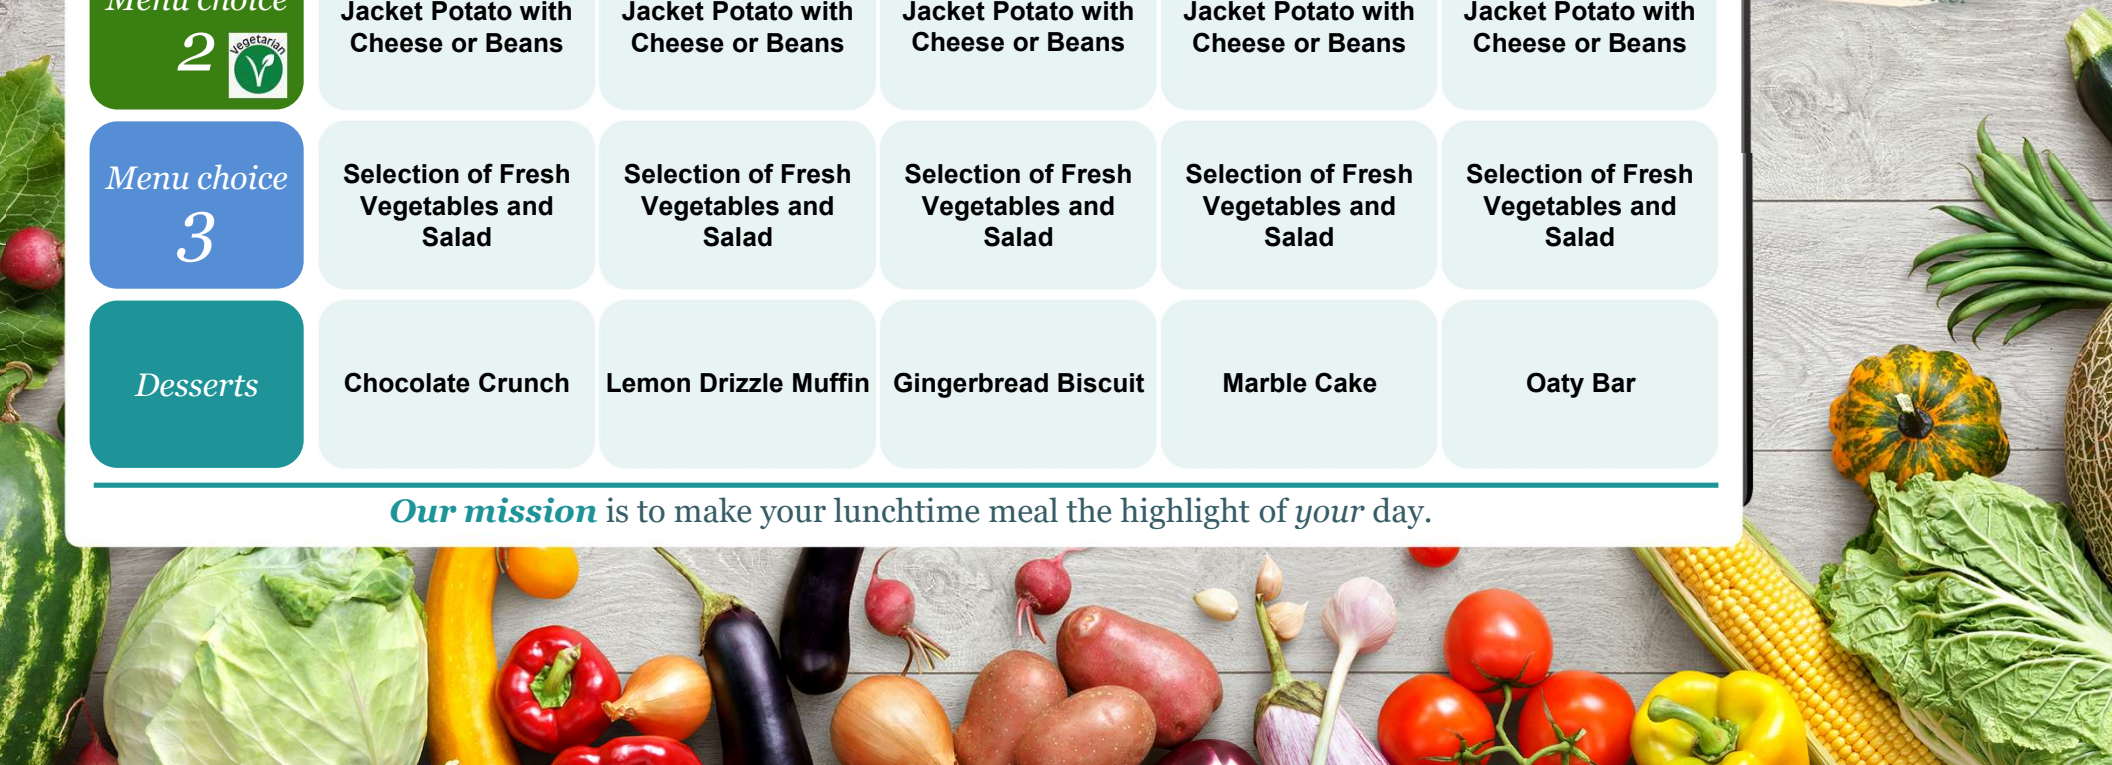 Menu choice
2
vegetarian
Jacket Potato with
Cheese or Beans
Jacket Potato with
Cheese or Beans
Jacket Potato with
Cheese or Beans
Jacket Potato with
Cheese or Beans
Jacket Potato with
Cheese or Beans
Menu choice
3
Selection of Fresh
Vegetables and
Salad
Selection of Fresh
Vegetables and
Salad
Selection of Fresh
Vegetables and
Salad
Selection of Fresh
Vegetables and
Salad
Selection of Fresh
Vegetables and
Salad
Desserts
Chocolate Crunch
Lemon Drizzle Muffin
Gingerbread Biscuit
Marble Cake
Oaty Bar
Our mission is to make your lunchtime meal the highlight of your day.